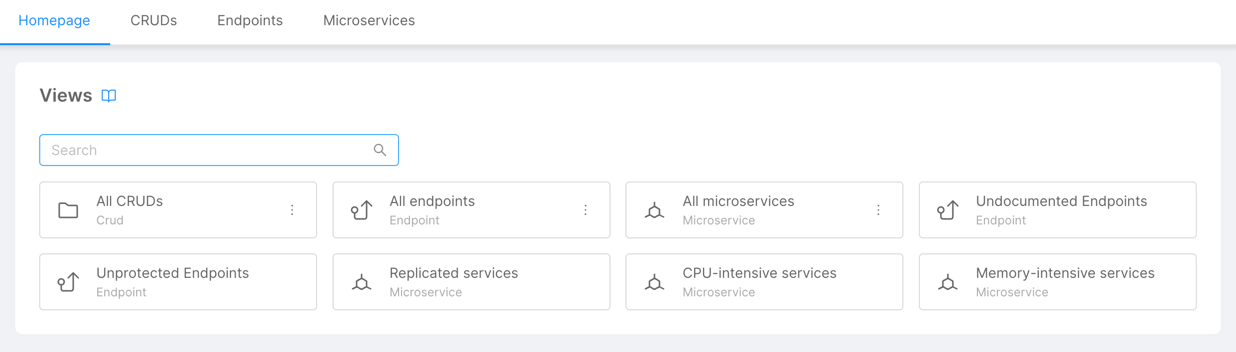 Homepage CRUDs Endpoints Microservices
Views
Search
All CRUDs
Crud
All endpoints
Endpoint
All microservices
Microservice
Undocumented Endpoints
Endpoint
Unprotected Endpoints
Endpoint
Replicated services
Microservice
CPU-intensive services
Microservice
Memory-intensive services
Microservice